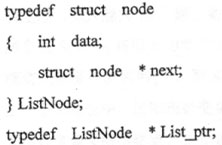 typedef struct node
{ int data;
struct node * next;
} ListNode;
typedef ListNode * List_ptr;